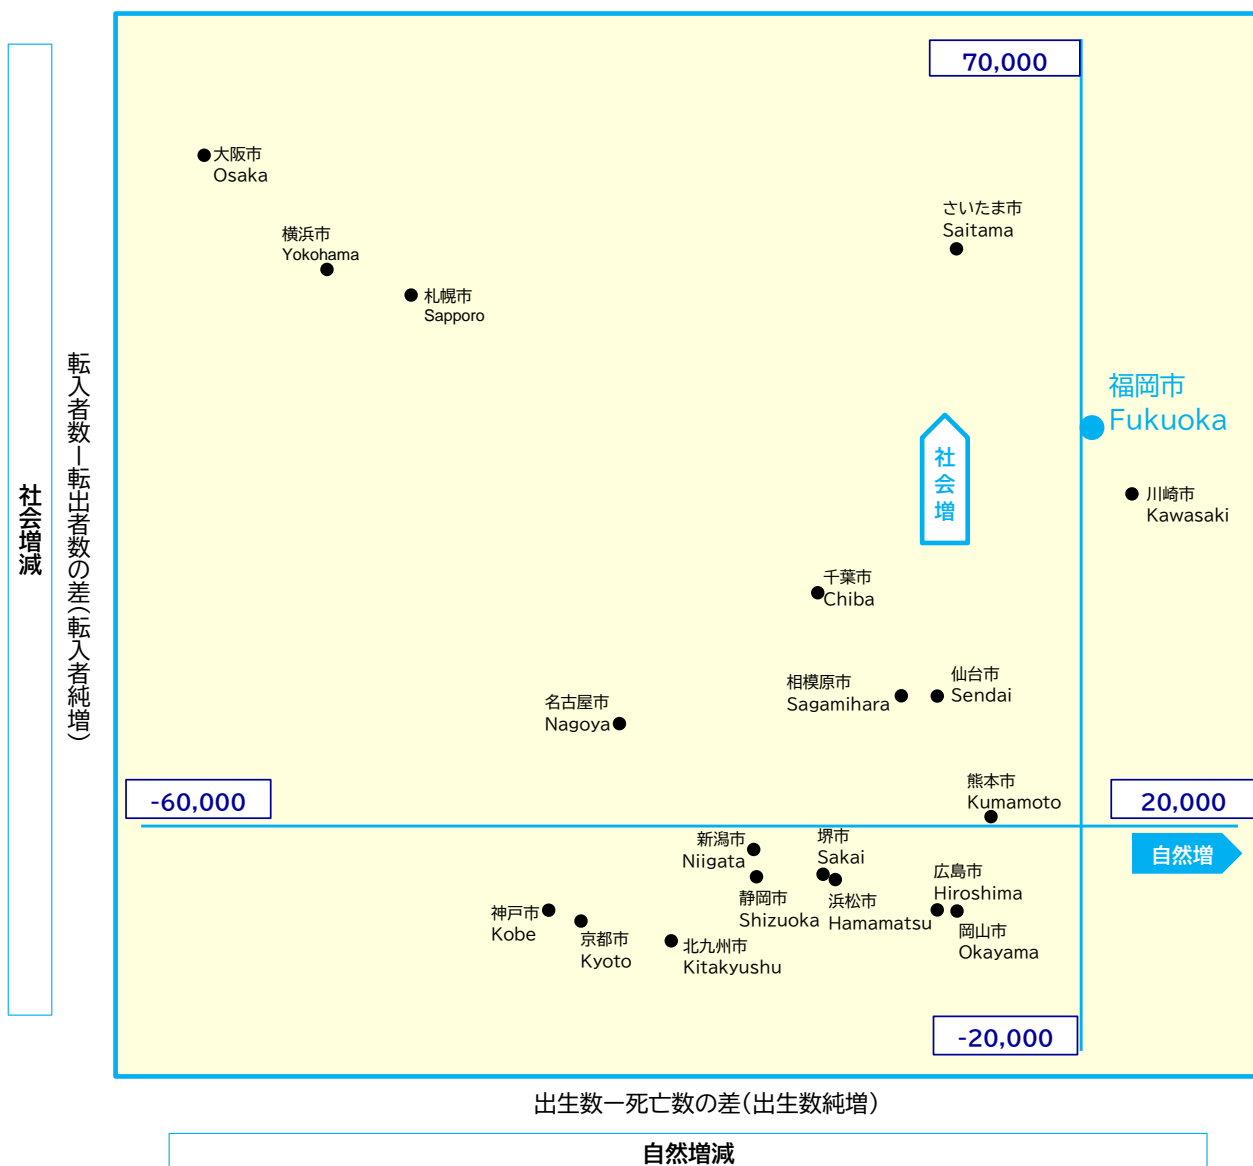 70,000
大阪市
Osaka
さいたま市
Saitama
横浜市
Yokohama
札幌市
Sapporo
福岡市
Fukuoka
社会増
川崎市
Kawasaki
千葉市
Chiba
相模原市
Sagamihara
仙台市
Sendai
名古屋市
Nagoya
-60,000
熊本市
Kumamoto
20,000
自然増
新潟市
Niigata
堺市
Sakai
静岡市
Shizuoka
浜松市
Hamamatsu
広島市
Hiroshima
岡山市
Okayama
神戸市
Kobe
京都市
Kyoto
北九州市
Kitakyushu
-20,000
社会増減
転入者数ー転出者数の差(転入者純増)
出生数ー死亡数の差(出生数純増)
自然増減